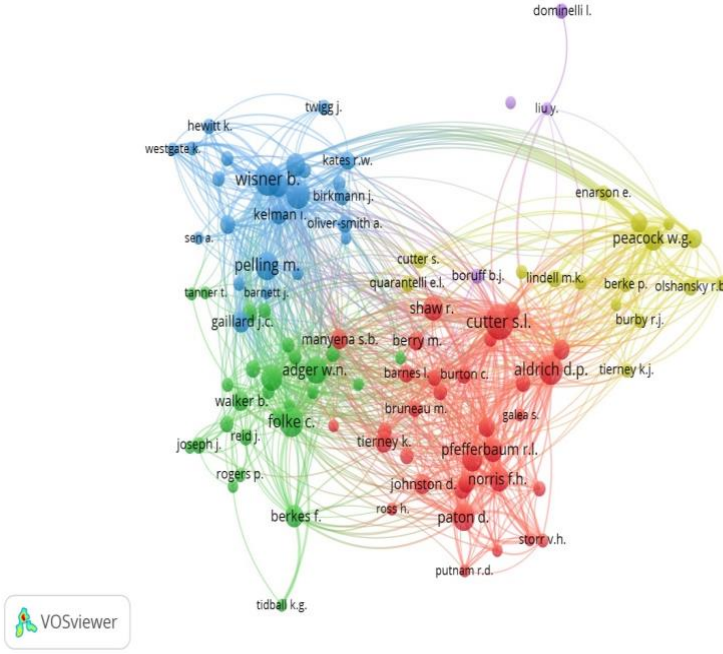 dominelli l.
twigg j.
liu y.
hewitt k.
westgate k.
kates r.w.
wisner b.
birkmann j.
enarson e.
kelman i.
oliver-smith a.
sen a.
peacock w.g.
cutter s.
pelling m.
quarantelli e.l.
boruff b.j.
lindell m.k.
berke p.
olshansky r.b
tanner t.
barnett j.
gaillard j.c.
shaw r.
cutter s.l.
burby r.j.
manyena s.b.
berry m.
adger w.n.
barnes l.
burton c.
aldrich d.p.
tierney k.j.
walker b.
bruneau m.
galea s.
folke c.
joseph j.
reid j.
tierney k.
pfefferbaum r.l.
rogers p.
johnston d.
norris f.h.
berkes f.
ross h.
paton d.
storr v.h.
putnam r.d.
tidball k.g.
VOSviewer